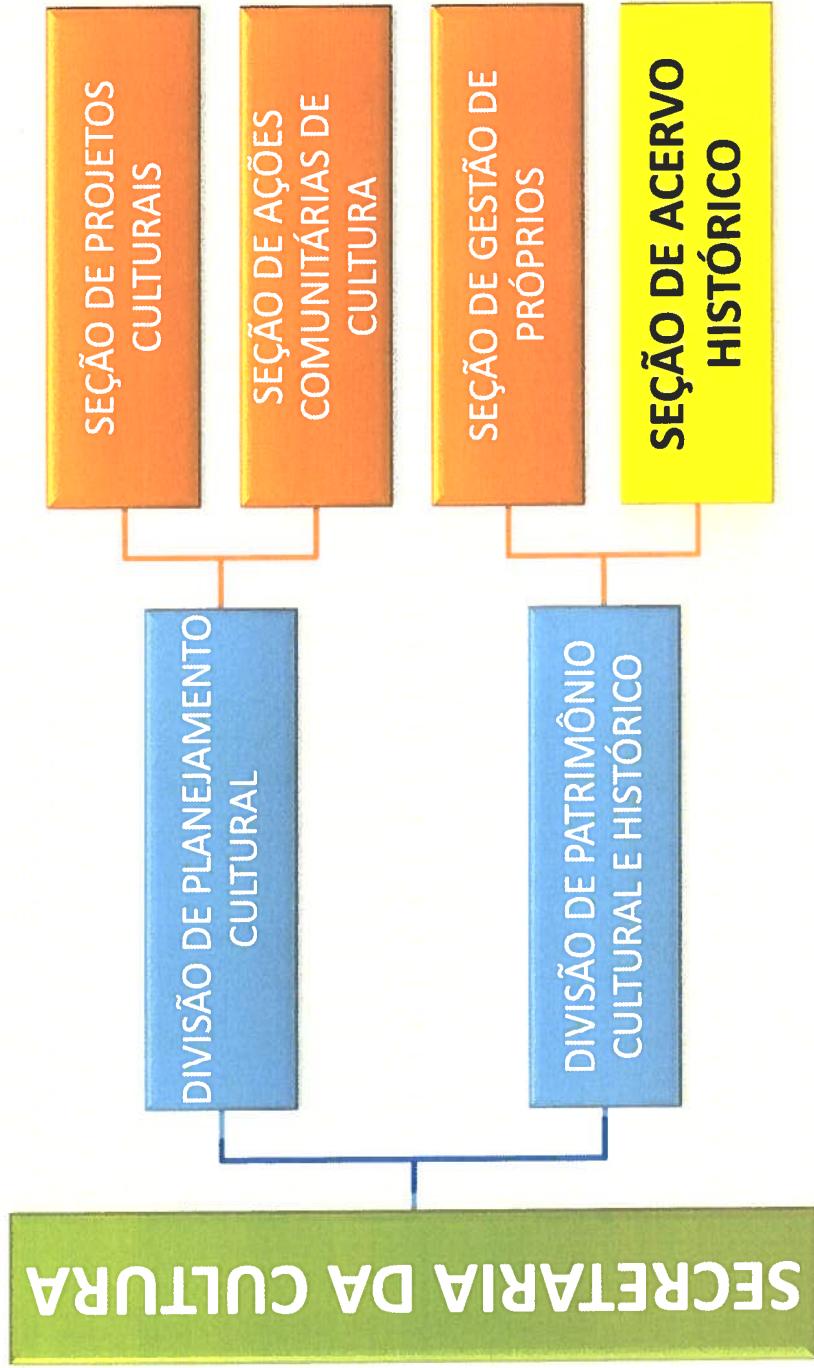 SECRETARIA DA CULTURA
DIVISÃO DE PLANEJAMENTO
CULTURAL
SEÇÃO DE PROJETOS
CULTURAIS
SEÇÃO DE AÇÕES
COMUNITÁRIAS DE
CULTURA
DIVISÃO DE PATRIMÔNIO
CULTURAL E HISTÓRICO
SEÇÃO DE GESTÃO DE
PRÓPRIOS
SEÇÃO DE ACERVO
HISTÓRICO